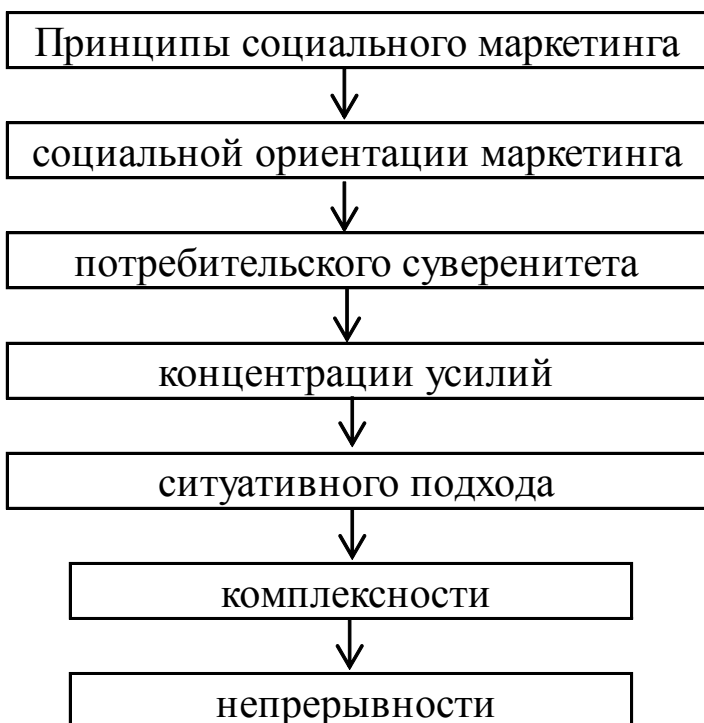 Принципы социального маркетинга
социальной ориентации маркетинга
потребительского суверенитета
концентрации усилий
ситуативного подхода
комплексности
непрерывности